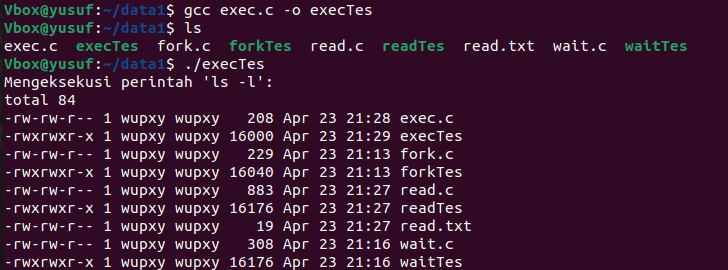 Vbox@yusuf:~/data1$ gcc exec.c -o execTes
Vbox@yusuf:~/data1$ ls
exec.c  execTes  fork.c  forkTes  read.c  readTes  read.txt  wait.c  waitTes
Vbox@yusuf:~/data1$ ./execTes
Mengeksekusi perintah 'ls -l':
total 84
-rw-rw-r-- 1 wupxy wupxy   208 Apr 23 21:28 exec.c
-rwxrwxr-x 1 wupxy wupxy 16000 Apr 23 21:29 execTes
-rw-rw-r-- 1 wupxy wupxy   229 Apr 23 21:13 fork.c
-rwxrwxr-x 1 wupxy wupxy 16040 Apr 23 21:13 forkTes
-rw-rw-r-- 1 wupxy wupxy   883 Apr 23 21:27 read.c
-rwxrwxr-x 1 wupxy wupxy 16176 Apr 23 21:27 readTes
-rw-rw-r-- 1 wupxy wupxy    19 Apr 23 21:27 read.txt
-rw-rw-r-- 1 wupxy wupxy   308 Apr 23 21:16 wait.c
-rwxrwxr-x 1 wupxy wupxy 16176 Apr 23 21:16 waitTes